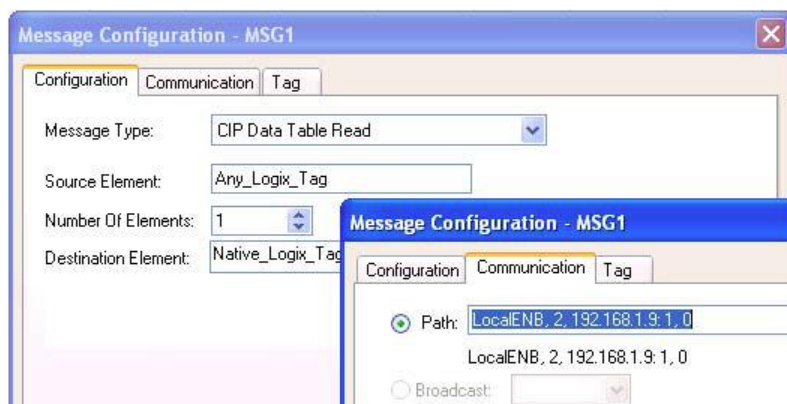 Message Configuration - MSG1
Configuration Communication Tag
Message Type: CIP Data Table Read
Source Element: Any_Logix_Tag
Number Of Elements: 1
Destination Element: Native_Logix_Tag
Message Configuration - MSG1
Configuration Communication Tag
Path: LocalENB, 2, 192.168.1.9: 1, 0
LocalENB, 2, 192.168.1.9: 1, 0
Broadcast: